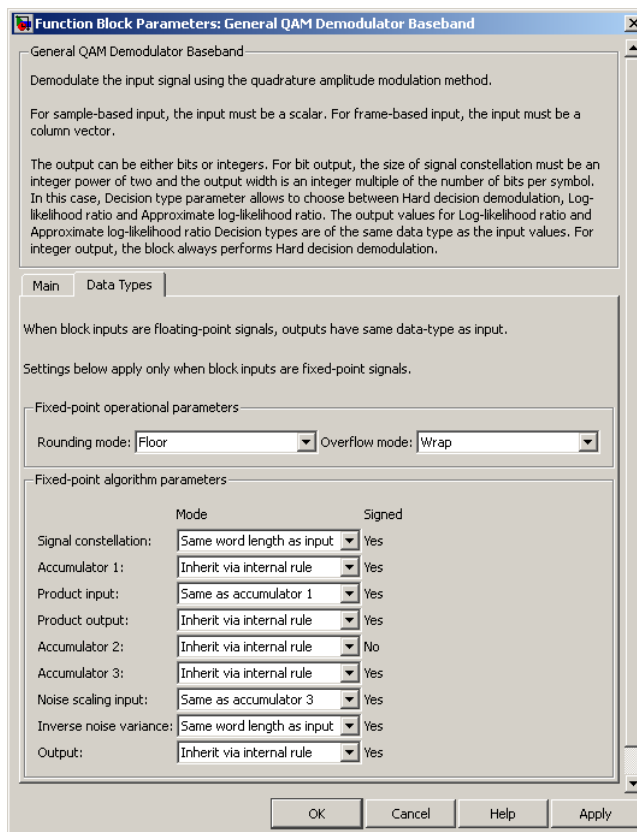 Function Block Parameters: General QAM Demodulator Baseband
General QAM Demodulator Baseband
Demodulate the input signal using the quadrature amplitude modulation method.
For sample-based input, the input must be a scalar. For frame-based input, the input must be a
column vector.
The output can be either bits or integers. For bit output, the size of signal constellation must be an
integer power of two and the output width is an integer multiple of the number of bits per symbol.
In this case, Decision type parameter allows to choose between Hard decision demodulation, Log-
likelihood ratio and Approximate log-likelihood ratio. The output values for Log-likelihood ratio and
Approximate log-likelihood ratio Decision types are of the same data type as the input values. For
integer output, the block always performs Hard decision demodulation.
Main Data Types
When block inputs are floating-point signals, outputs have same data-type as input.
Settings below apply only when block inputs are fixed-point signals.
Fixed-point operational parameters
Rounding mode: Floor Overflow mode: Wrap
Fixed-point algorithm parameters
Mode Signed
Signal constellation: Same word length as input Yes
Accumulator 1: Inherit via internal rule Yes
Product input: Same as accumulator 1 Yes
Product output: Inherit via internal rule Yes
Accumulator 2: Inherit via internal rule No
Accumulator 3: Inherit via internal rule Yes
Noise scaling input: Same as accumulator 3 Yes
Inverse noise variance: Same word length as input Yes
Output: Inherit via internal rule Yes
OK Cancel Help Apply